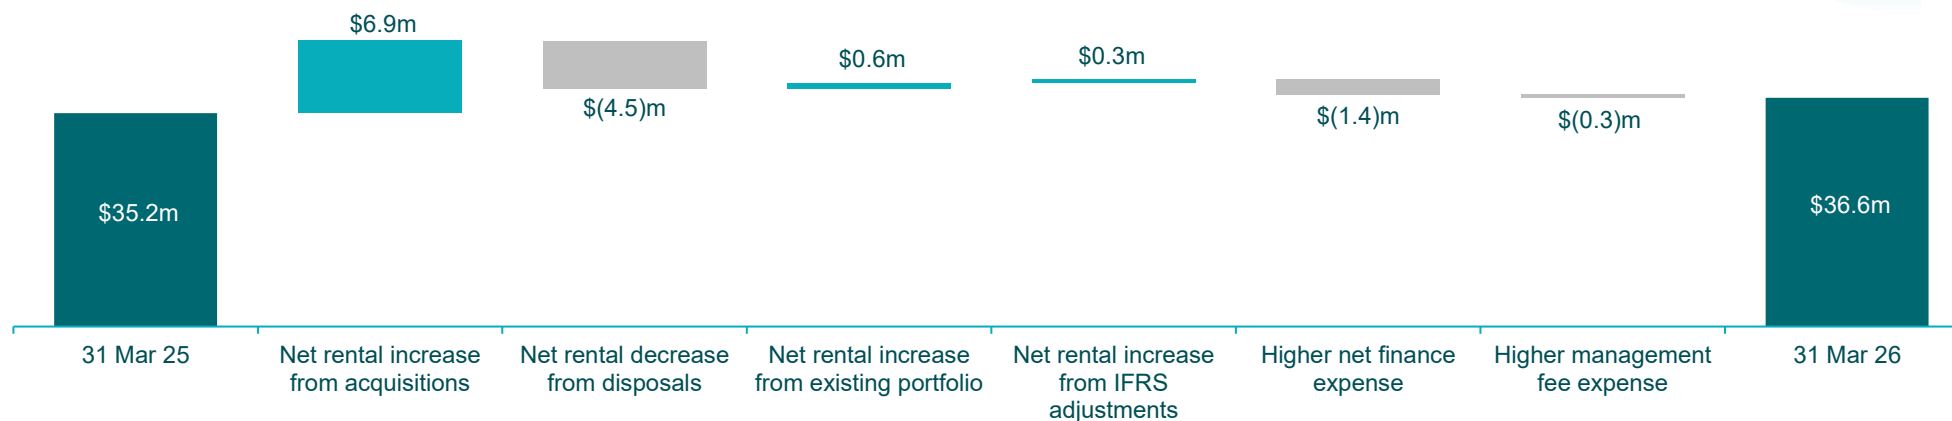 $6.9m
$(4.5)m
$0.6m
$0.3m
$(1.4)m
$(0.3)m
$35.2m
$36.6m
31 Mar 25
Net rental increase
from acquisitions
Net rental decrease
from disposals
Net rental increase
from existing portfolio
Net rental increase
from IFRS
adjustments
Higher net finance
expense
Higher management
fee expense
31 Mar 26